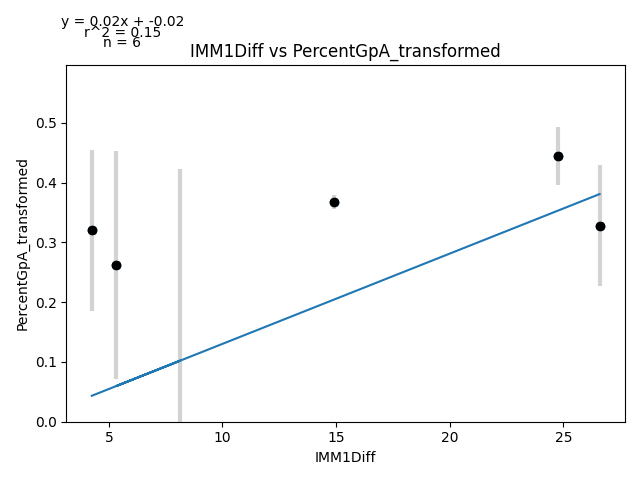 y = 0.02x + -0.02
r^2 = 0.15
n = 6
IMM1Diff vs PercentGpA_transformed
PercentGpA_transformed
0.5
0.4
0.3
0.2
0.1
0.0
5 10 15 20 25
IMM1Diff